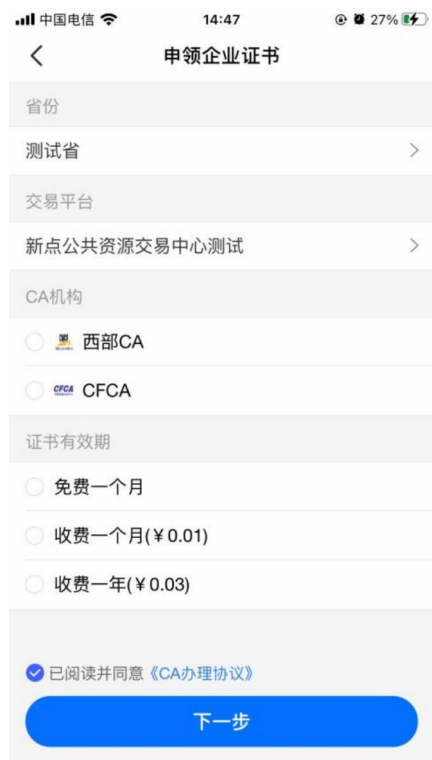 中国电信 14:47 27%
申领企业证书
省份
测试省
交易平台
新点公共资源交易中心测试
CA机构
西部CA
CFCA CFCA
证书有效期
免费一个月
收费一个月(¥0.01)
收费一年(¥0.03)
已阅读并同意《CA办理协议》
下一步